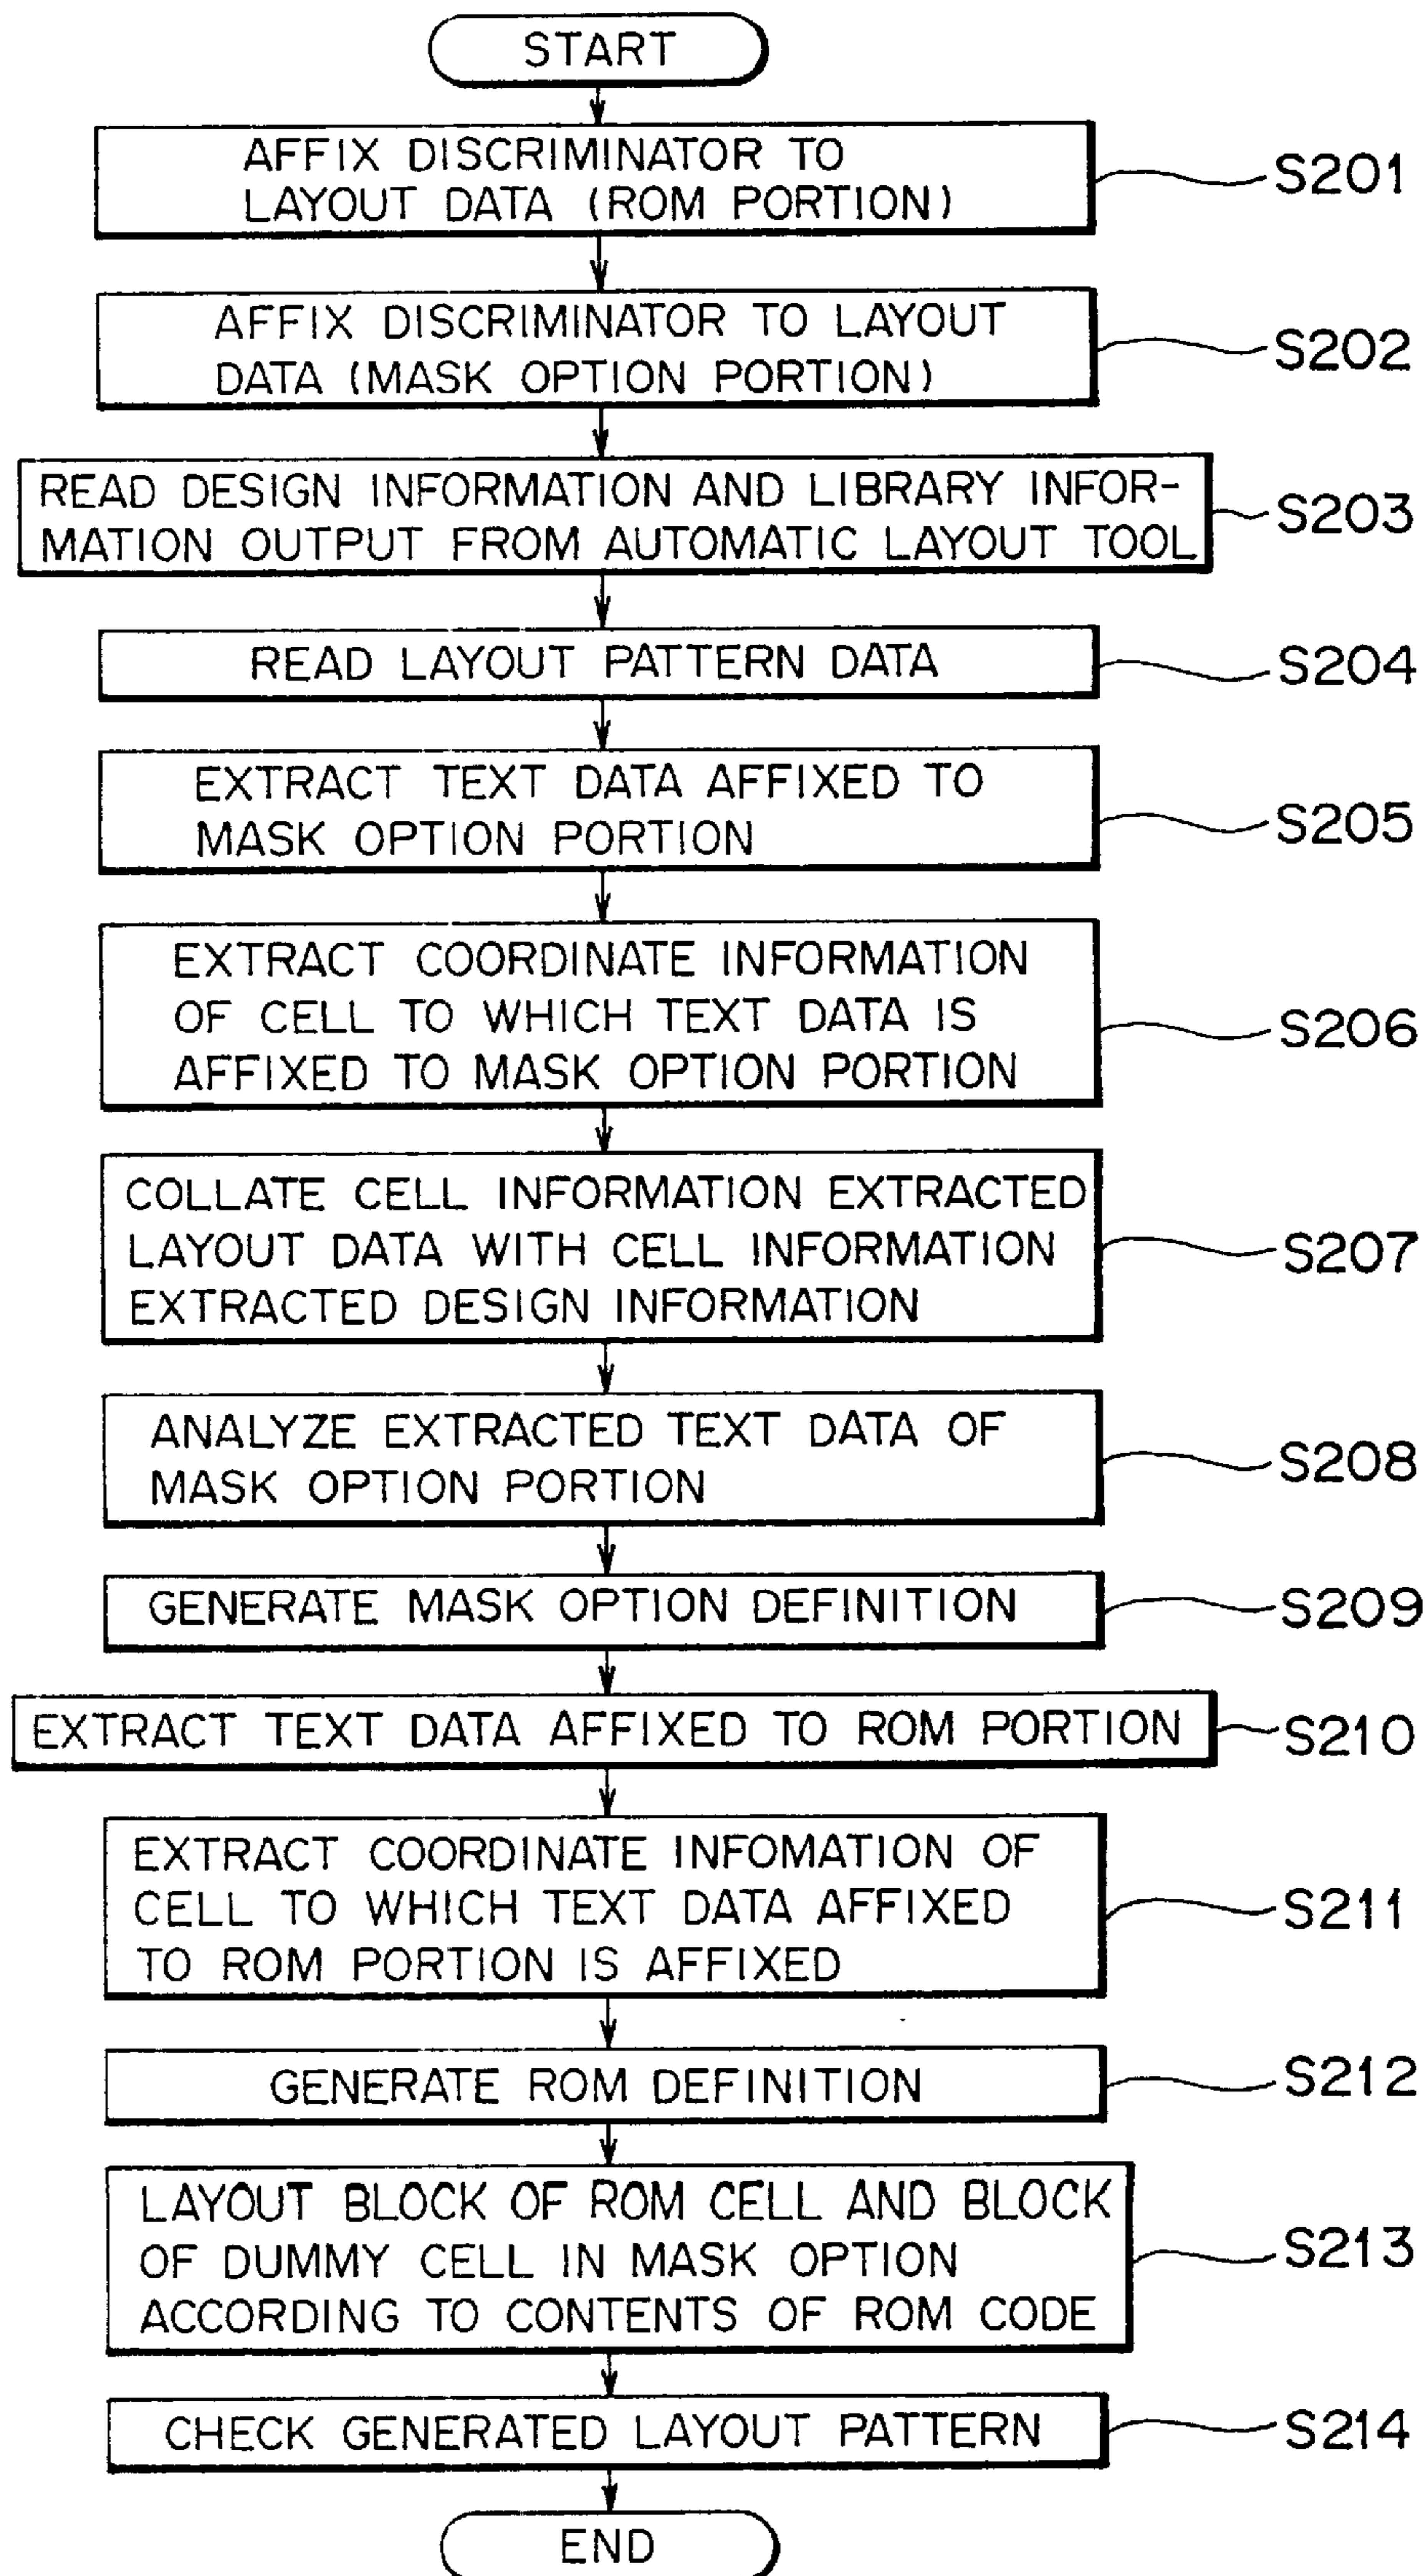 START
AFFIX DISCRIMINATOR TO
LAYOUT DATA (ROM PORTION)
S201
AFFIX DISCRIMINATOR TO LAYOUT
DATA (MASK OPTION PORTION)
S202
READ DESIGN INFORMATION AND LIBRARY INFOR-
MATION OUTPUT FROM AUTOMATIC LAYOUT TOOL
S203
READ LAYOUT PATTERN DATA
S204
EXTRACT TEXT DATA AFFIXED TO
MASK OPTION PORTION
S205
EXTRACT COORDINATE INFORMATION
OF CELL TO WHICH TEXT DATA IS
AFFIXED TO MASK OPTION PORTION
S206
COLLATE CELL INFORMATION EXTRACTED
LAYOUT DATA WITH CELL INFORMATION
EXTRACTED DESIGN INFORMATION
S207
ANALYZE EXTRACTED TEXT DATA OF
MASK OPTION PORTION
S208
GENERATE MASK OPTION DEFINITION
S209
EXTRACT TEXT DATA AFFIXED TO ROM PORTION
S210
EXTRACT COORDINATE INFOMATION OF
CELL TO WHICH TEXT DATA AFFIXED
TO ROM PORTION IS AFFIXED
S211
GENERATE ROM DEFINITION
S212
LAYOUT BLOCK OF ROM CELL AND BLOCK
OF DUMMY CELL IN MASK OPTION
ACCORDING TO CONTENTS OF ROM CODE
S213
CHECK GENERATED LAYOUT PATTERN
S214
END